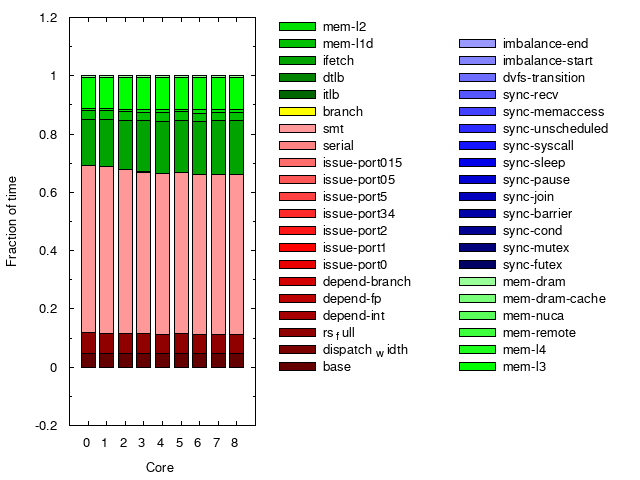 1.2
1
0.8
0.6
0.4
0.2
0
-0.2
Fraction of time
0 1 2 3 4 5 6 7 8
Core
mem-l2
mem-l1d
ifetch
dtlb
itlb
branch
smt
serial
issue-port015
issue-port05
issue-port5
issue-port34
issue-port2
issue-port1
issue-port0
depend-branch
depend-fp
depend-int
rs f ull
dispatch w idth
base
imbalance-end
imbalance-start
dvfs-transition
sync-recv
sync-memaccess
sync-unscheduled
sync-syscall
sync-sleep
sync-pause
sync-join
sync-barrier
sync-cond
sync-mutex
sync-futex
mem-dram
mem-dram-cache
mem-nuca
mem-remote
mem-l4
mem-l3